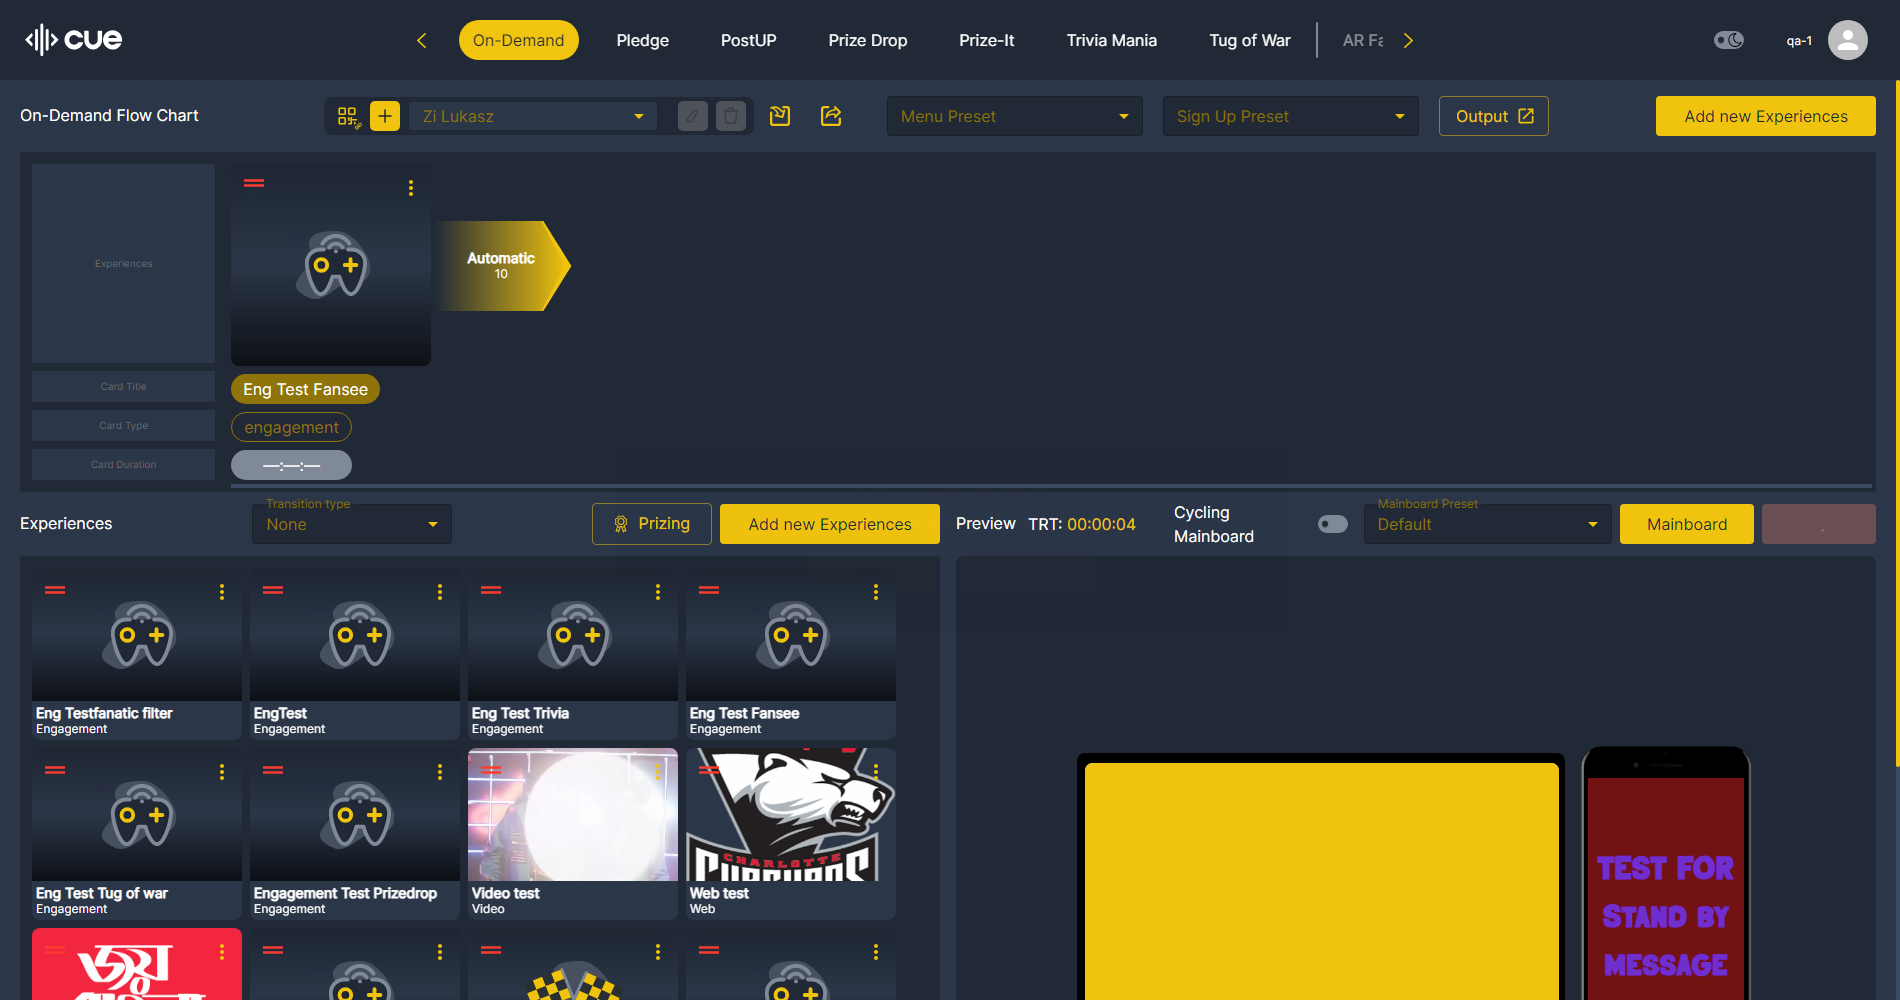 cue
On-Demand
Pledge
PostUP
Prize Drop
Prize-It
Trivia Mania
Tug of War
AR Fa
qa-1
On-Demand Flow Chart
Zi Lukasz
Menu Preset
Sign Up Preset
Output
Add new Experiences
Experiences
Automatic
10
Card Title
Eng Test Fansee
Card Type
engagement
Card Duration
—:—:—
Experiences
Transition type
None
Prizing
Add new Experiences
Preview
TRT: 00:00:04
Cycling
Mainboard
Mainboard Preset
Default
Mainboard
Eng Testfanatic filter
Engagement
EngTest
Engagement
Eng Test Trivia
Engagement
Eng Test Fansee
Engagement
Eng Test Tug of war
Engagement
Engagement Test Prizedrop
Engagement
Video test
Video
CHARLOTTE
Web test
Web
জয়
TEST FOR
STAND BY
MESSAGE